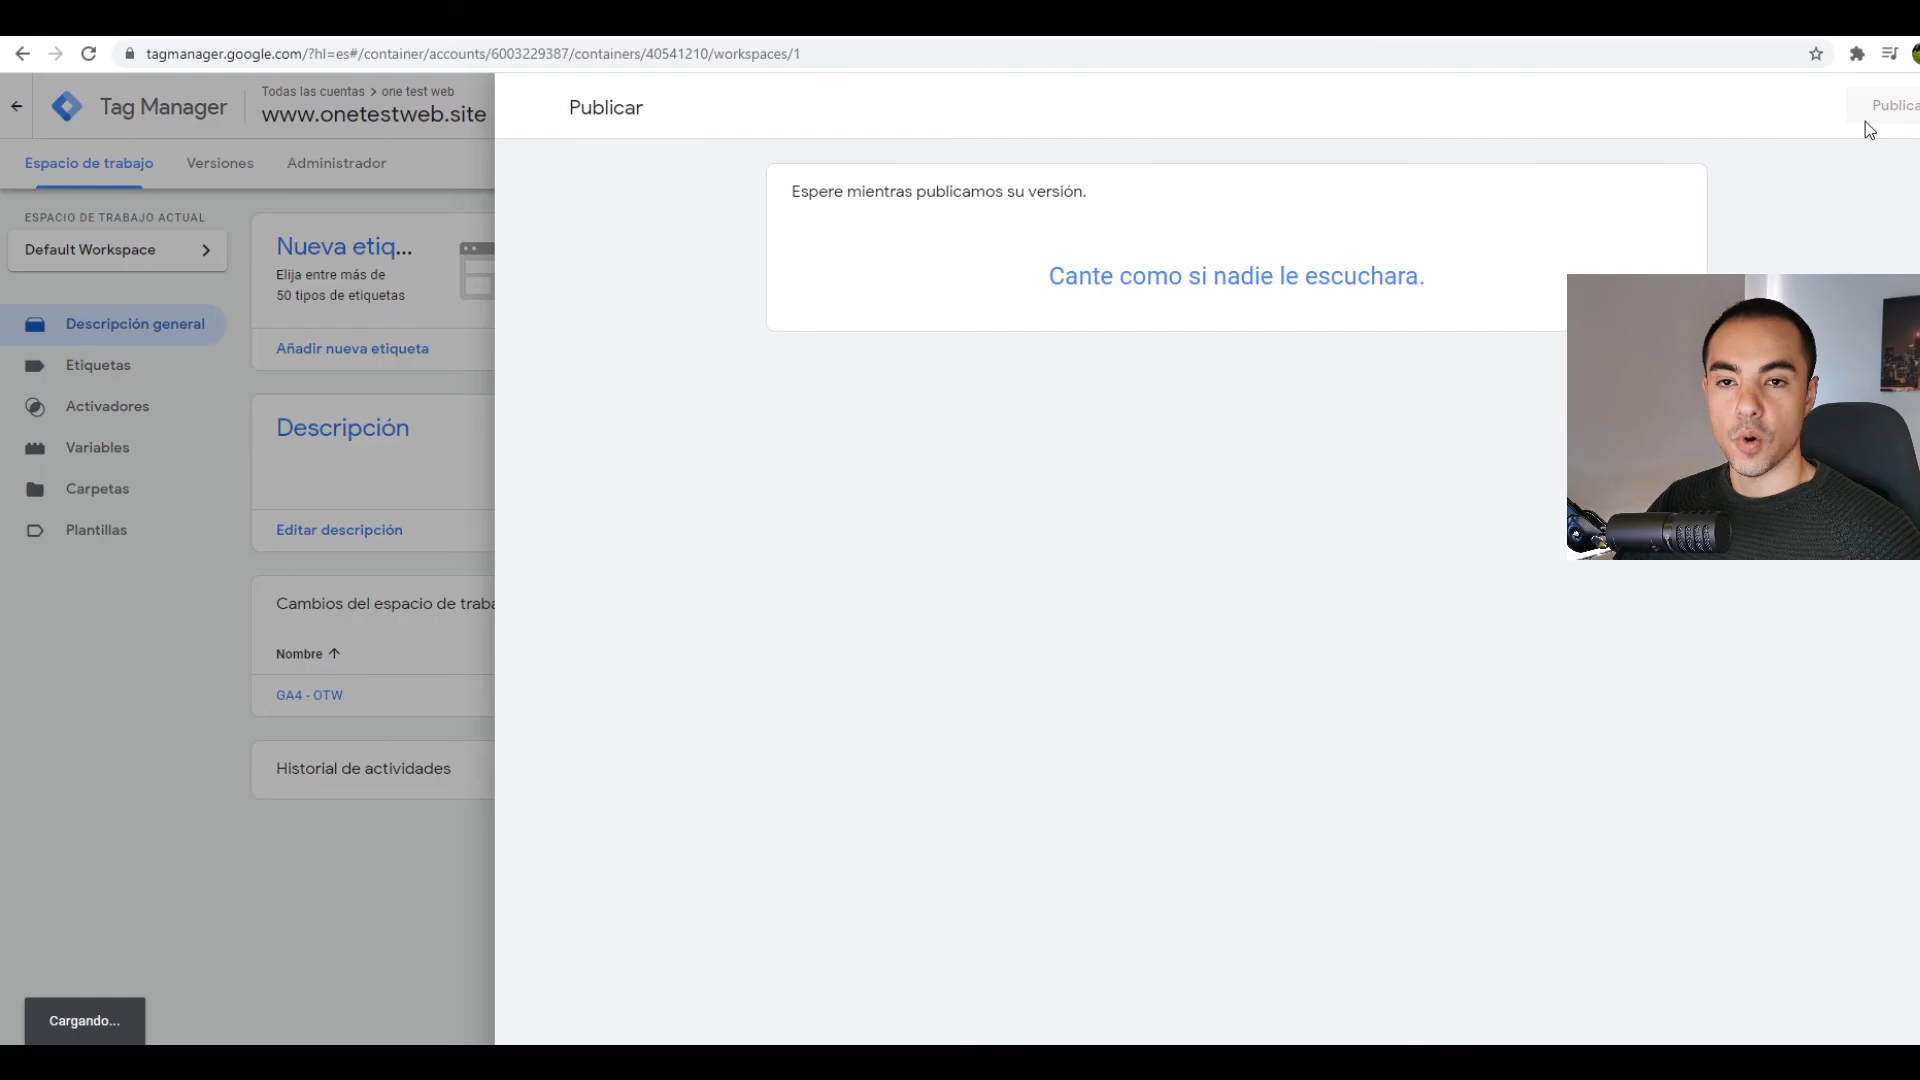 tagmanager.google.com/?hl=es#/container/accounts/6003229387/containers/40541210/workspaces/1
Tag Manager
Todas las cuentas > one test web
www.onetestweb.site
Publicar
Publica
Espacio de trabajo
Versiones
Administrador
ESPACIO DE TRABAJO ACTUAL
Default Workspace
Descripción general
Etiquetas
Activadores
Variables
Carpetas
Plantillas
Nueva etiq...
Elija entre más de
50 tipos de etiquetas
Añadir nueva etiqueta
Descripción
Editar descripción
Cambios del espacio de traba
Nombre
GA4 - OTW
Historial de actividades
Espere mientras publicamos su versión.
Cante como si nadie le escuchara.
Cargando...